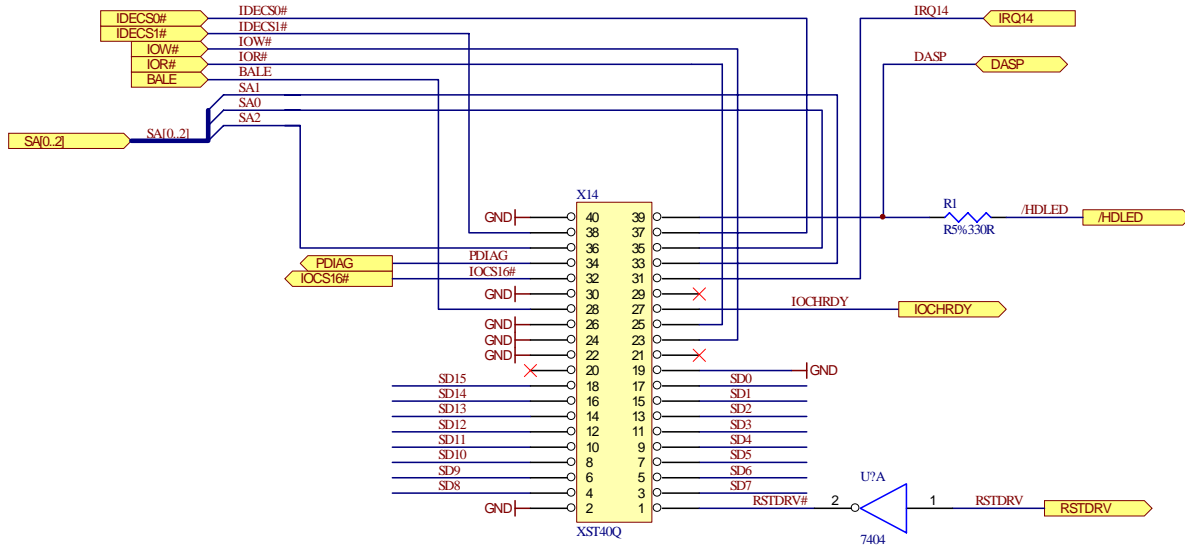 IDECS0# IDECS0# IRQ14 IRQ14
IDECS1# IDECS1#
IOW# IOW#
IOR# IOR# DASP DASP
BALE BALE
SA1
SA0
SA2
SA[0..2] SA[0..2]
X14
GND 40 39 R1 /HDLED /HDLED
38 37 R5%330R
36 35
PDIAG PDIAG 34 33
IOCS16# IOCS16# 32 31
GND 30 29
28 27 IOCHRDY IOCHRDY
GND 26 25
GND 24 23
GND 22 21
20 19 GND
SD15 18 17 SD0
SD14 16 15 SD1
SD13 14 13 SD2
SD12 12 11 SD3
SD11 10 9 SD4
SD10 8 7 SD5
SD9 6 5 SD6 U?A
SD8 4 3 SD7
GND 2 1 RSTDRV# 2 1 RSTDRV RSTDRV
XST40Q 7404